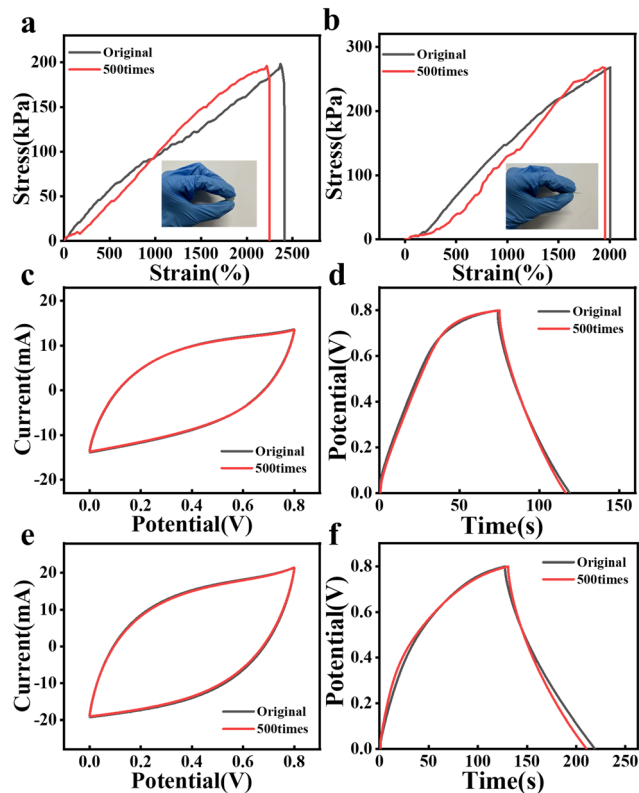 a
Original
500times
200
150
100
50
0
Stress(kPa)
0 500 1000 1500 2000 2500
Strain(%)
b
Original
500times
300
200
100
0
Stress(kPa)
0 500 1000 1500 2000
Strain(%)
c
20
10
0
-10
-20
Current(mA)
Original
500times
0.0 0.2 0.4 0.6 0.8
Potential(V)
d
Original
500times
0.8
0.6
0.4
0.2
0.0
Potential(V)
0 50 100 150
Time(s)
e
20
10
0
-10
-20
Current(mA)
Original
500times
0.0 0.2 0.4 0.6 0.8
Potential(V)
f
Original
500times
0.8
0.6
0.4
0.2
0.0
Potential(V)
0 50 100 150 200 250
Time(s)